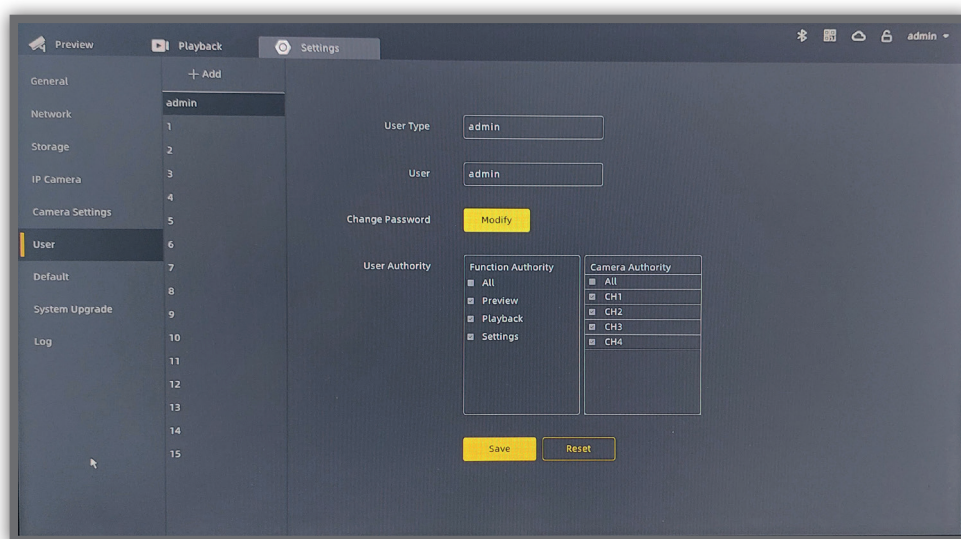 Preview
Playback
Settings
admin
General
Network
Storage
IP Camera
Camera Settings
User
Default
System Upgrade
Log
+ Add
admin
1
2
3
4
5
6
7
8
9
10
11
12
13
14
15
User Type
admin
User
admin
Change Password
Modify
User Authority
Function Authority
All
Preview
Playback
Settings
Camera Authority
All
CH1
CH2
CH3
CH4
Save
Reset